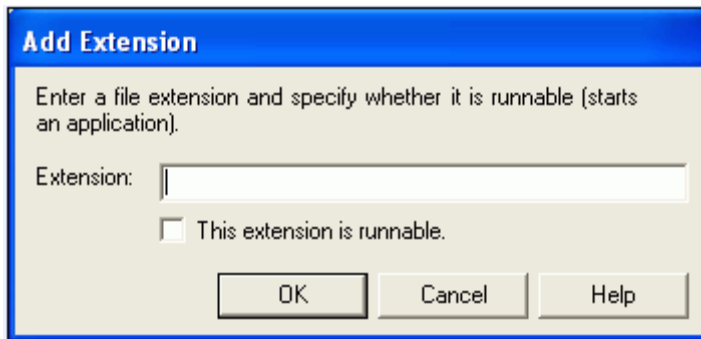 Add Extension
Enter a file extension and specify whether it is runnable (starts
an application).
Extension:
This extension is runnable.
OK Cancel Help